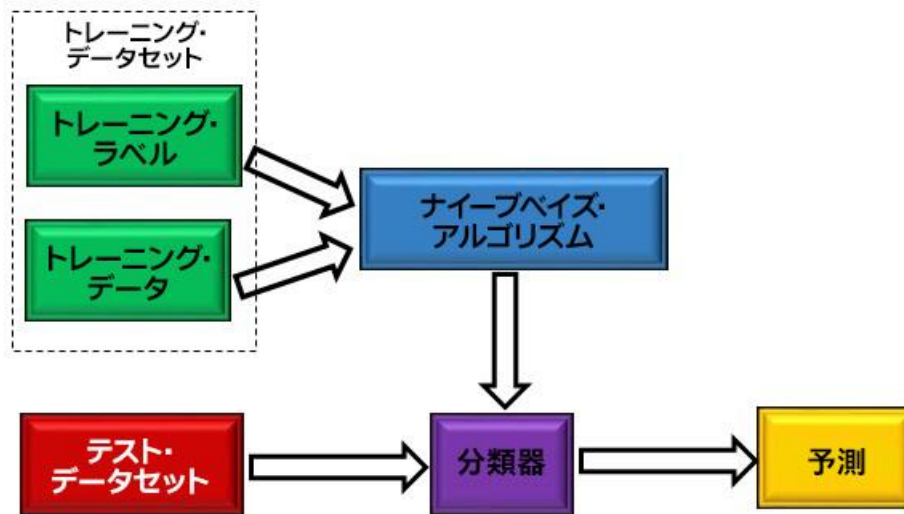 トレーニング・
データセット
トレーニング・
ラベル
トレーニング・
データ
ナイーブベイズ・
アルゴリズム
テスト・
データセット
分類器
予測